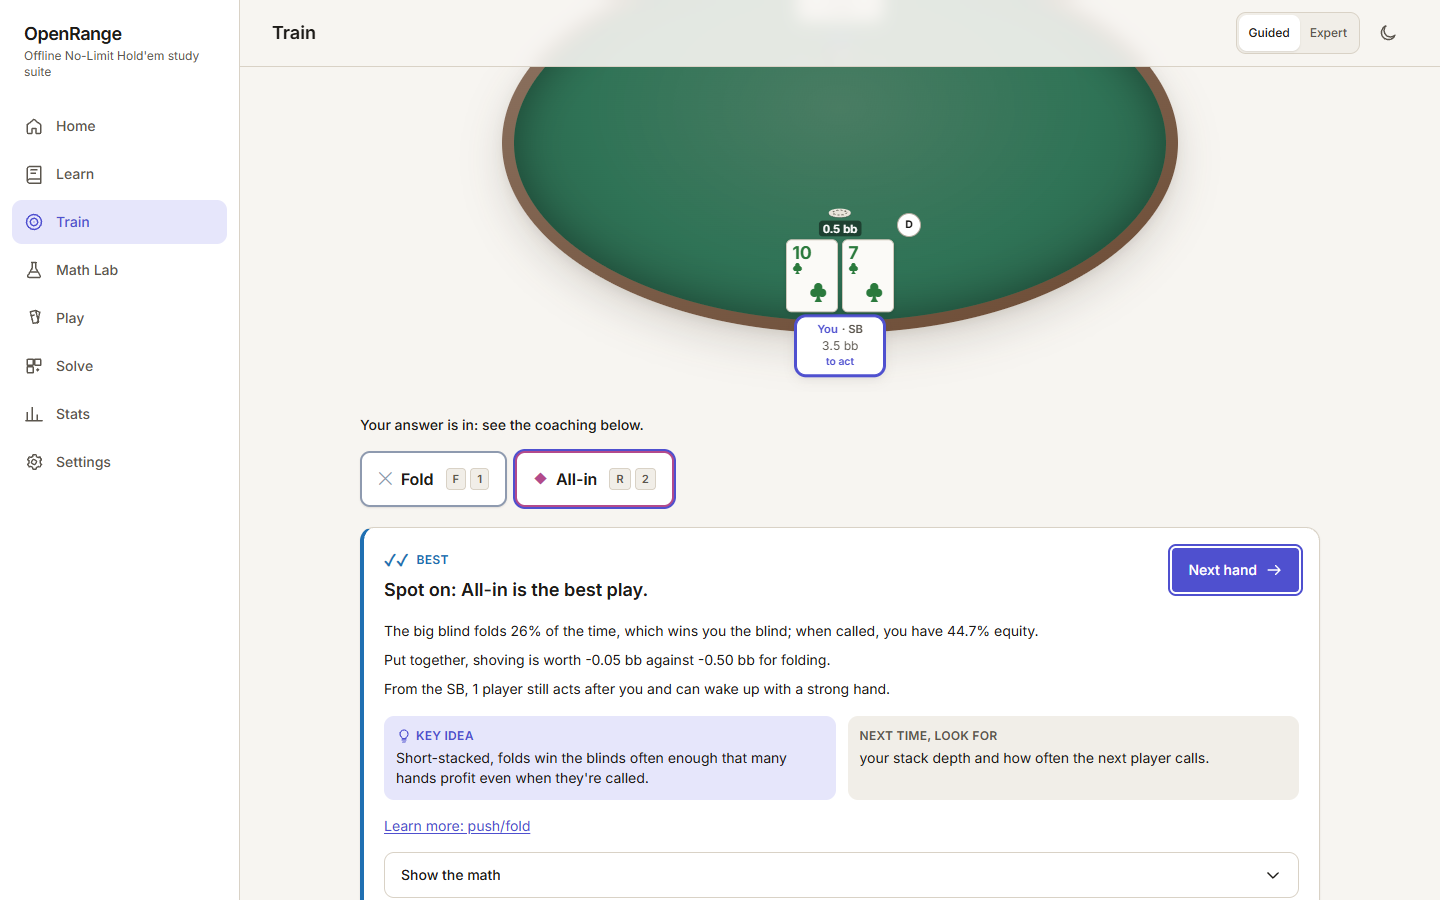 OpenRange
Offline No-Limit Hold'em study
suite
Home
Learn
Train
Math Lab
Play
Solve
Stats
Settings
Train
Guided
Expert
0.5 bb
D
10
7
You · SB
3.5 bb
to act
Your answer is in: see the coaching below.
Fold F 1
All-in R 2
BEST
Next hand
Spot on: All-in is the best play.
The big blind folds 26% of the time, which wins you the blind; when called, you have 44.7% equity.
Put together, shoving is worth -0.05 bb against -0.50 bb for folding.
From the SB, 1 player still acts after you and can wake up with a strong hand.
KEY IDEA
Short-stacked, folds win the blinds often enough that many
hands profit even when they're called.
NEXT TIME, LOOK FOR
your stack depth and how often the next player calls.
Learn more: push/fold
Show the math